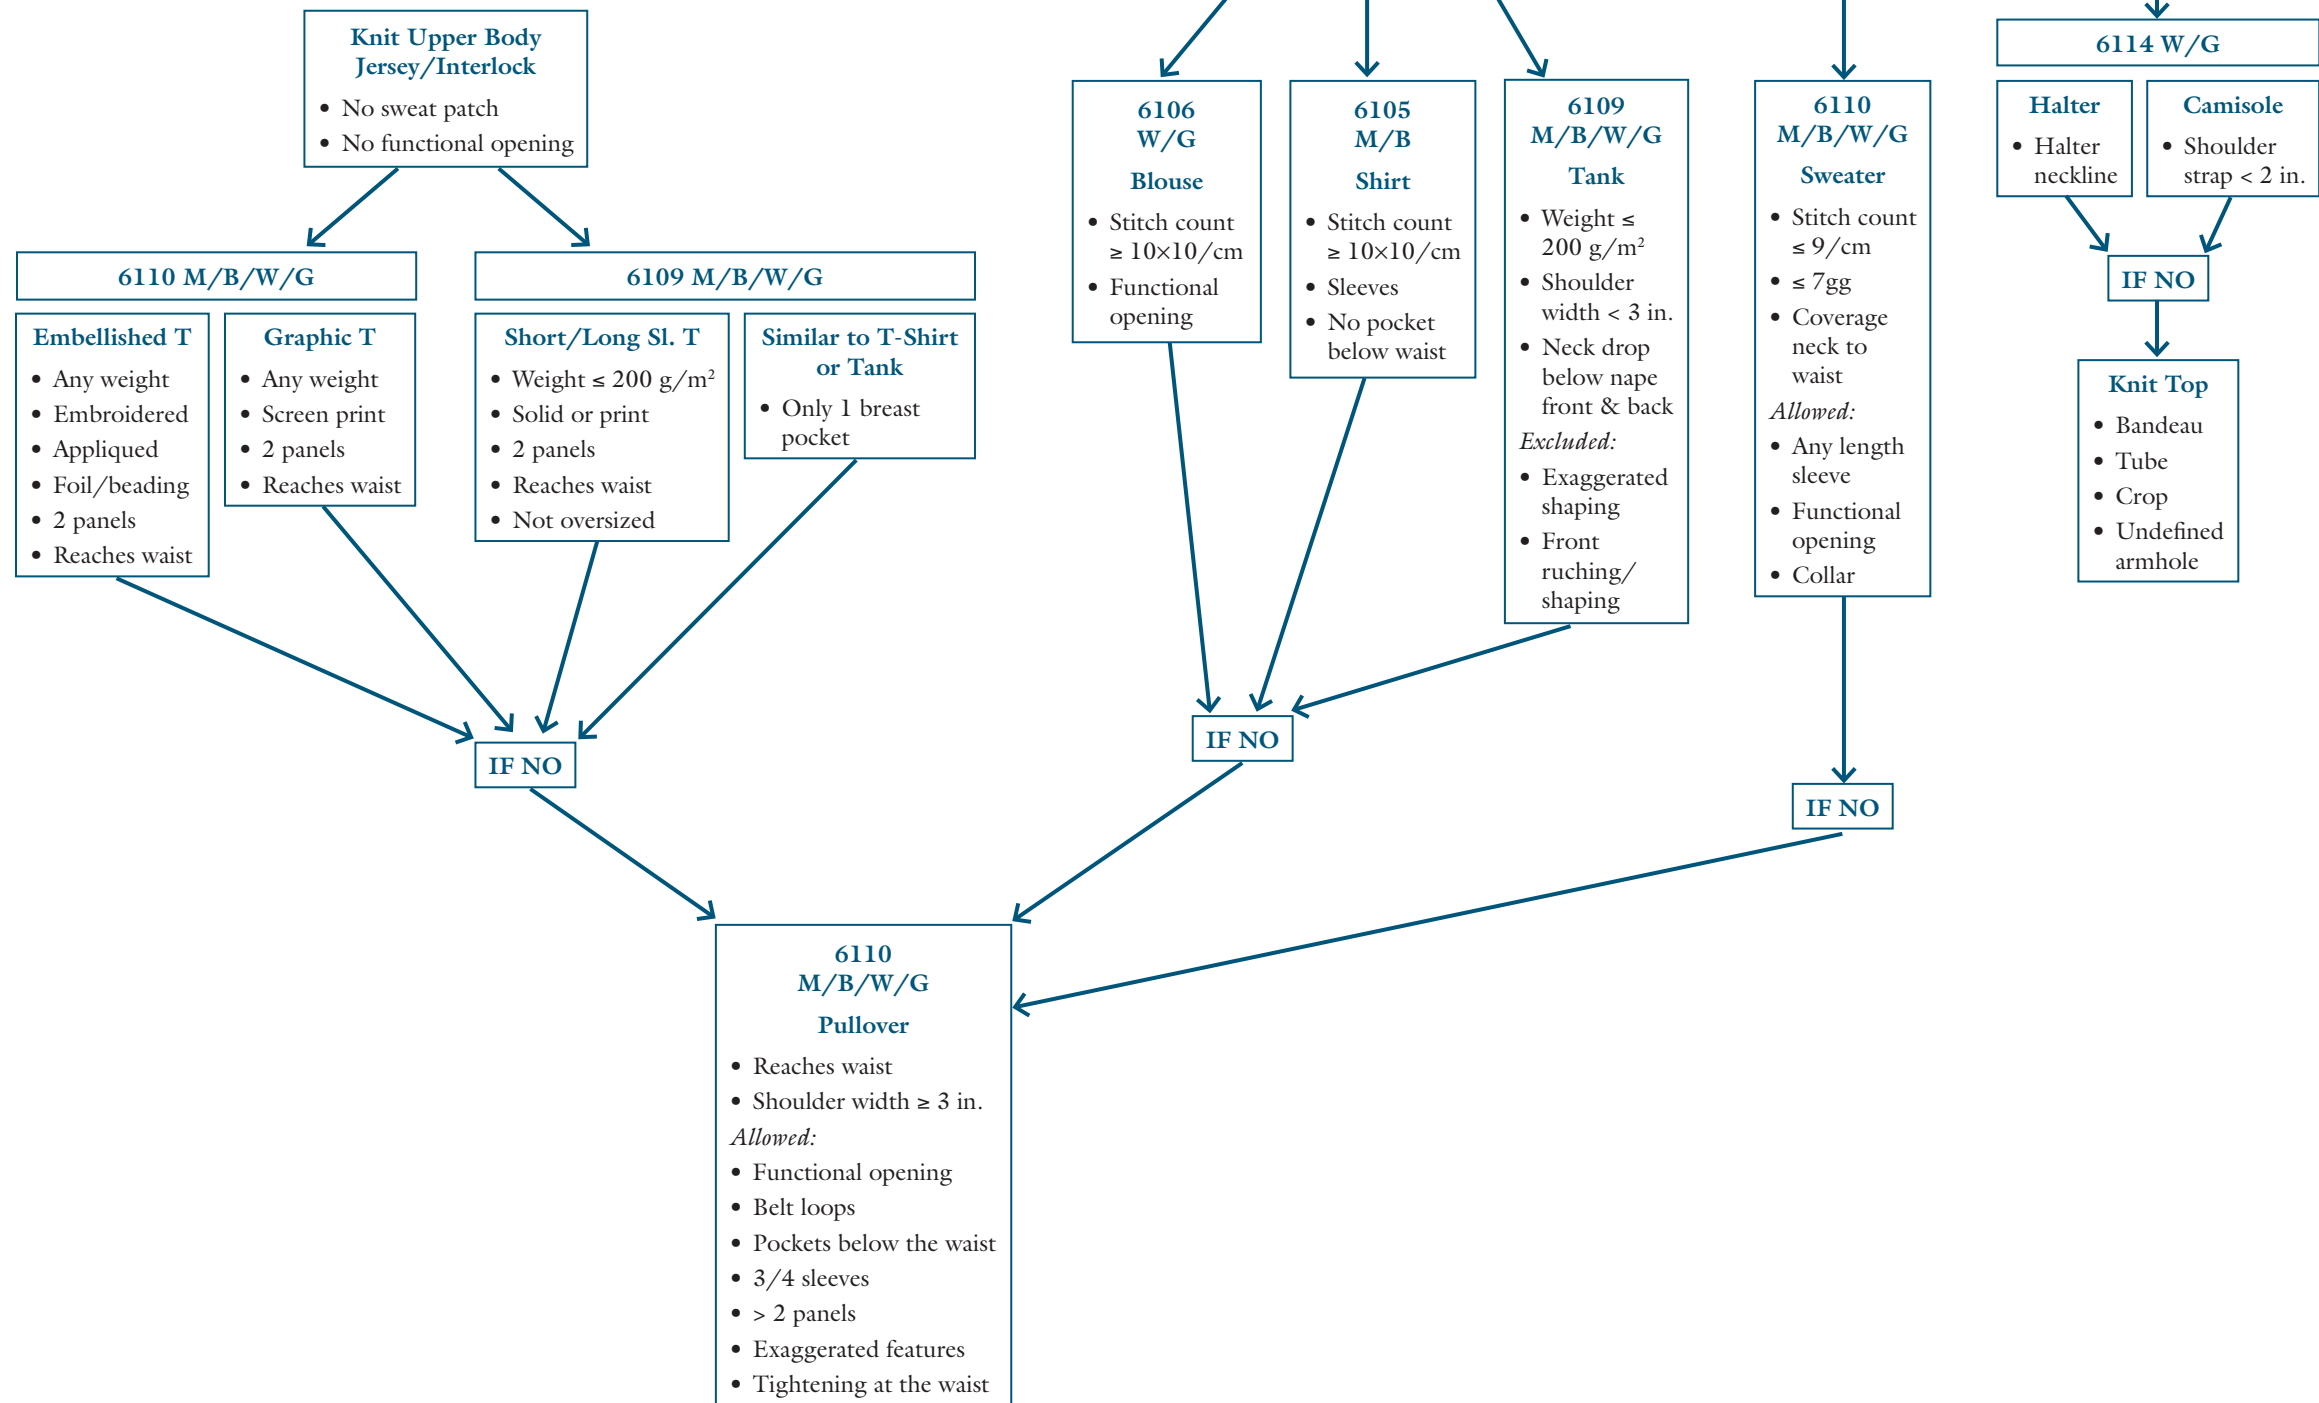 Knit Upper Body
Jersey/Interlock
• No sweat patch
• No functional opening
6110 M/B/W/G
Embellished T
• Any weight
• Embroidered
• Appliqued
• Foil/beading
• 2 panels
• Reaches waist
Graphic T
• Any weight
• Screen print
• 2 panels
• Reaches waist
6109 M/B/W/G
Short/Long Sl. T
• Weight ≤ 200 g/m²
• Solid or print
• 2 panels
• Reaches waist
• Not oversized
Similar to T-Shirt
or Tank
• Only 1 breast
pocket
IF NO
6106
W/G
Blouse
• Stitch count
≥ 10×10/cm
• Functional
opening
6105
M/B
Shirt
• Stitch count
≥ 10×10/cm
• Sleeves
• No pocket
below waist
6109
M/B/W/G
Tank
• Weight ≤
200 g/m²
• Shoulder
width < 3 in.
• Neck drop
below nape
front & back
Excluded:
• Exaggerated
shaping
• Front
ruching/
shaping
IF NO
6110
M/B/W/G
Sweater
• Stitch count
≤ 9/cm
• ≤ 7gg
• Coverage
neck to
waist
Allowed:
• Any length
sleeve
• Functional
opening
• Collar
IF NO
6114 W/G
Halter
• Halter
neckline
Camisole
• Shoulder
strap < 2 in.
IF NO
Knit Top
• Bandeau
• Tube
• Crop
• Undefined
armhole
6110
M/B/W/G
Pullover
• Reaches waist
• Shoulder width ≥ 3 in.
Allowed:
• Functional opening
• Belt loops
• Pockets below the waist
• 3/4 sleeves
• > 2 panels
• Exaggerated features
• Tightening at the waist